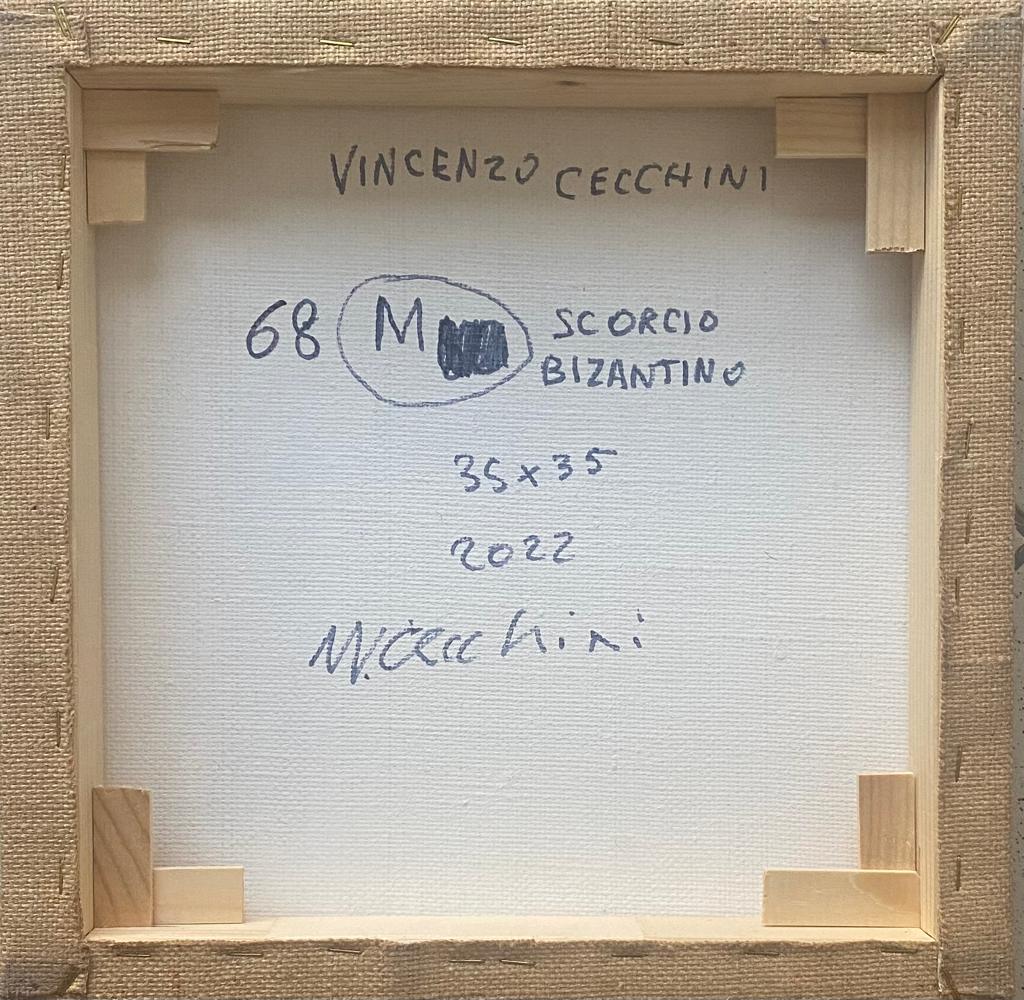 VINCENZO CECCHINI
68 M SCORCIO
BIZANTINO
35x35
2022
V. Cecchini